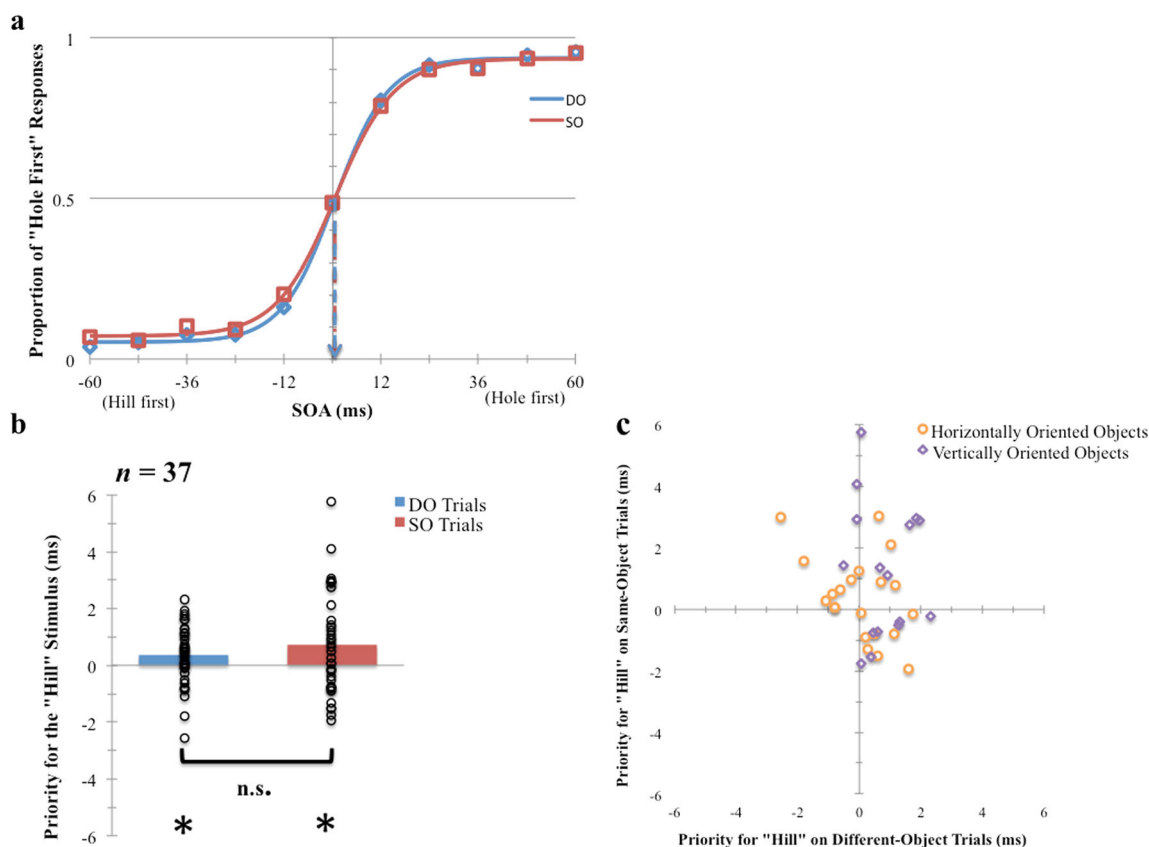 a
Proportion of "Hole First" Responses
1
0.5
0
DO
SO
-60
-36
-12
12
36
60
(Hill first)
SOA (ms)
(Hole first)
b
n = 37
Priority for the "Hill" Stimulus (ms)
6
4
2
0
-2
-4
-6
DO Trials
SO Trials
n.s.
* *
c
Horizontally Oriented Objects
Vertically Oriented Objects
Priority for "Hill" on Same-Object Trials (ms)
6
4
2
0
-2
-4
-6
-6
-4
-2
0
2
4
6
Priority for "Hill" on Different-Object Trials (ms)